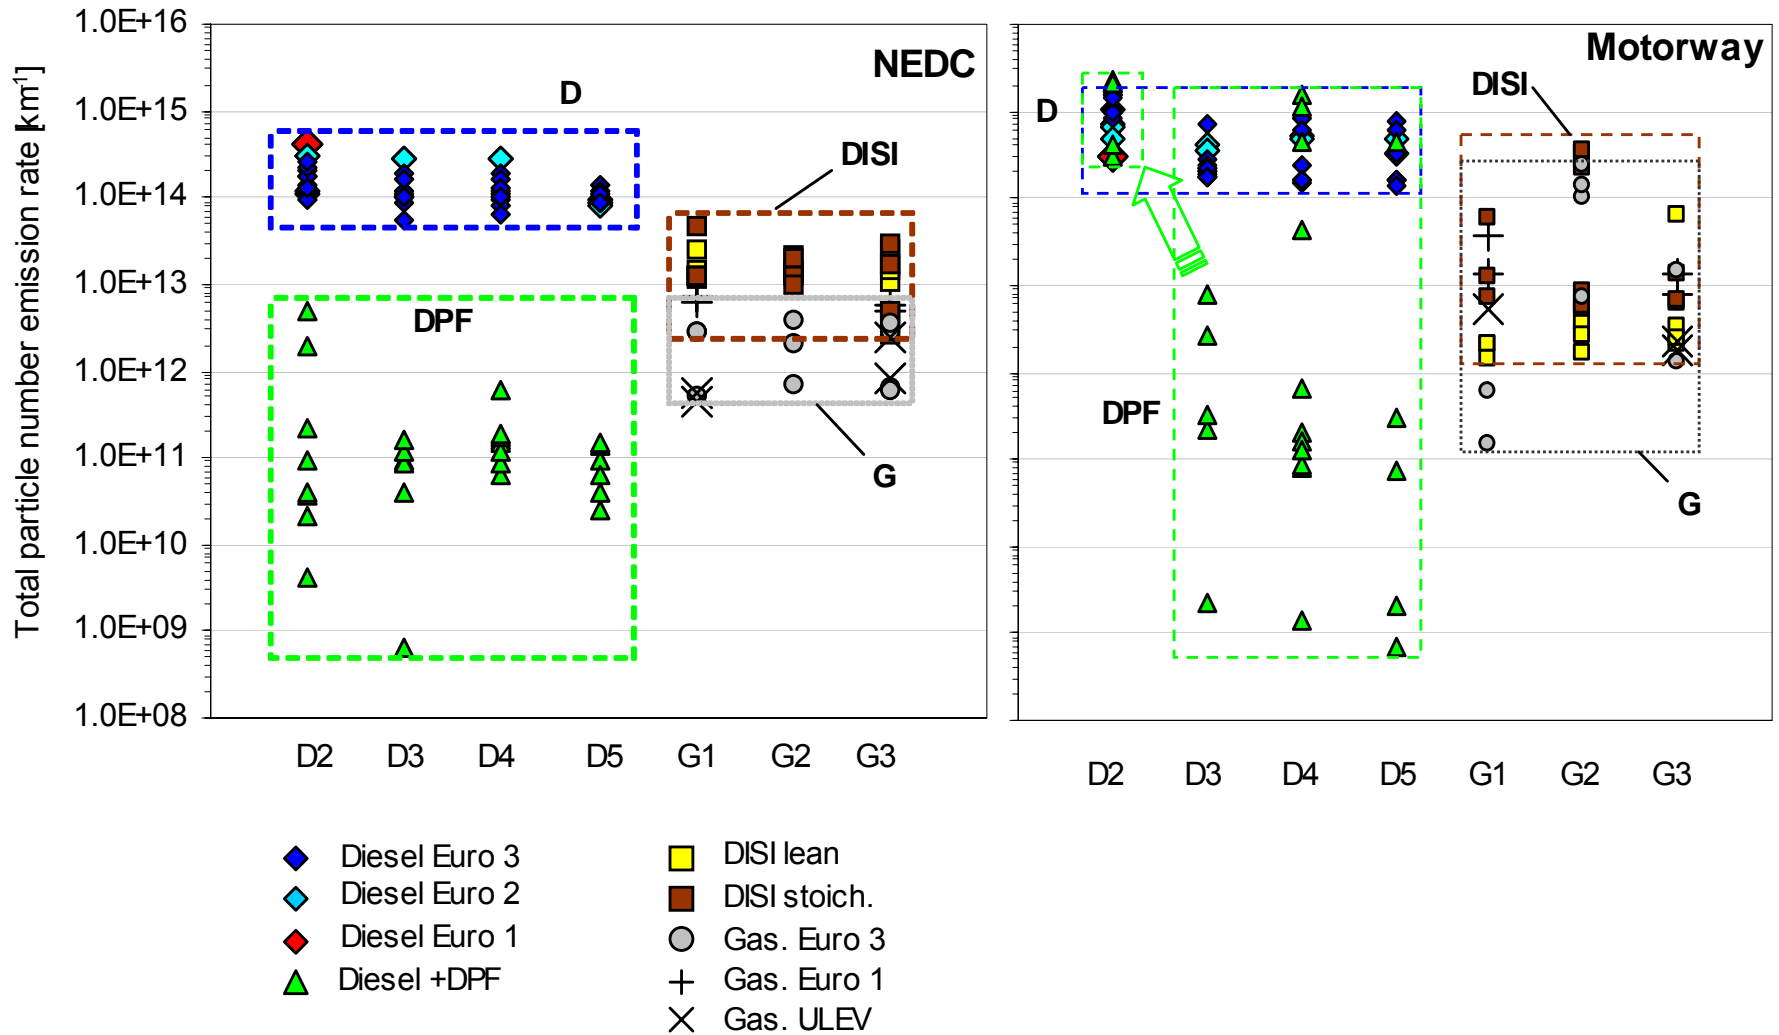 Total particle number emission rate [km⁻¹]
1.0E+16
1.0E+15
1.0E+14
1.0E+13
1.0E+12
1.0E+11
1.0E+10
1.0E+09
1.0E+08
NEDC
D
DISI
DPF
G
D2 D3 D4 D5 G1 G2 G3
Motorway
DISI
D
DPF
G
D2 D3 D4 D5 G1 G2 G3
Diesel Euro 3
Diesel Euro 2
Diesel Euro 1
Diesel +DPF
DISI lean
DISI stoich.
Gas. Euro 3
Gas. Euro 1
Gas. ULEV